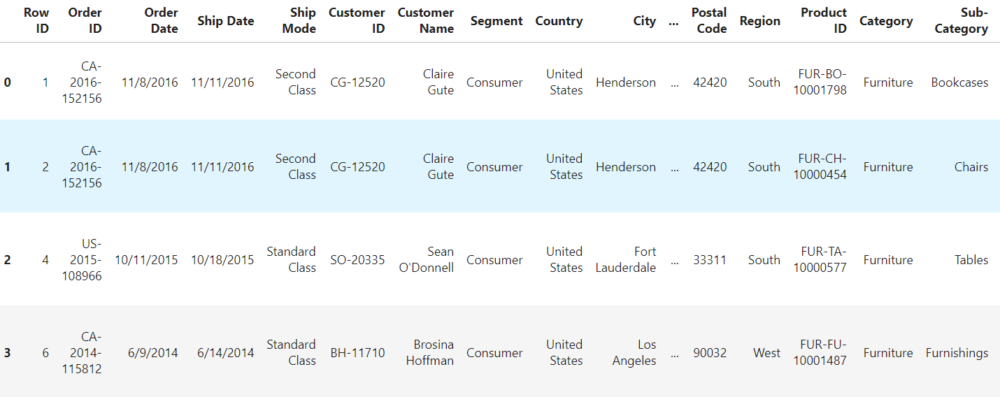 Row ID Order ID Order Date Ship Date Ship Mode Customer ID Customer Name Segment Country City ... Postal Code Region Product ID Category Sub-Category
0 1 CA-2016-152156 11/8/2016 11/11/2016 Second Class CG-12520 Claire Gute Consumer United States Henderson ... 42420 South FUR-BO-10001798 Furniture Bookcases
1 2 CA-2016-152156 11/8/2016 11/11/2016 Second Class CG-12520 Claire Gute Consumer United States Henderson ... 42420 South FUR-CH-10000454 Furniture Chairs
2 4 US-2015-108966 10/11/2015 10/18/2015 Standard Class SO-20335 Sean O'Donnell Consumer United States Fort Lauderdale ... 33311 South FUR-TA-10000577 Furniture Tables
3 6 CA-2014-115812 6/9/2014 6/14/2014 Standard Class BH-11710 Brosina Hoffman Consumer United States Los Angeles ... 90032 West FUR-FU-10001487 Furniture Furnishings